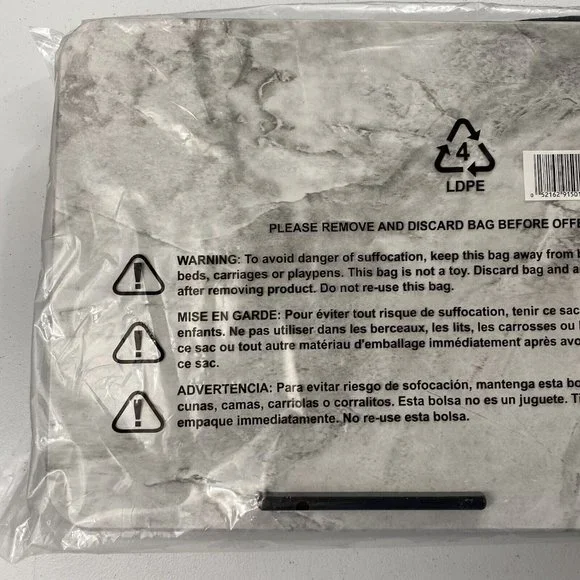 4
LDPE
0 52162 91501
PLEASE REMOVE AND DISCARD BAG BEFORE
WARNING: To avoid danger of suffocation, keep this bag away from
beds, carriages or playpens. This bag is not a toy. Discard bag and
after removing product. Do not re-use this bag.
MISE EN GARDE: Pour éviter tout risque de suffocation, tenir ce sac
enfants. Ne pas utiliser dans les berceaux, les lits, les carrosses ou
ce sac ou tout autre matériau d'emballage immédiatement après
ce sac.
ADVERTENCIA: Para evitar riesgo de sofocación, mantenga esta
cunas, camas, carriolas o corralitos. Esta bolsa no es un juguete.
empaque immediatamente. No re-use esta bolsa.